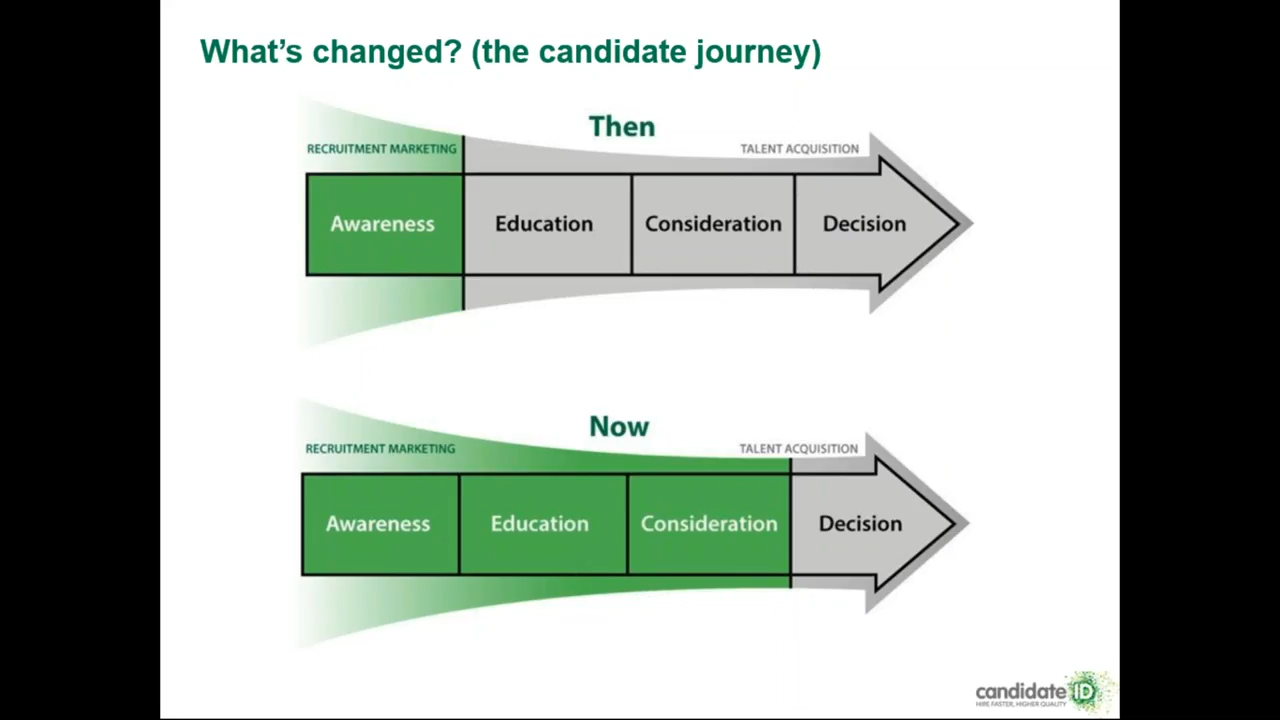 What's changed? (the candidate journey)
Then
RECRUITMENT MARKETING
TALENT ACQUISITION
Awareness
Education
Consideration
Decision
Now
RECRUITMENT MARKETING
TALENT ACQUISITION
Awareness
Education
Consideration
Decision
candidate ID
HIRE FASTER, HIGHER QUALITY